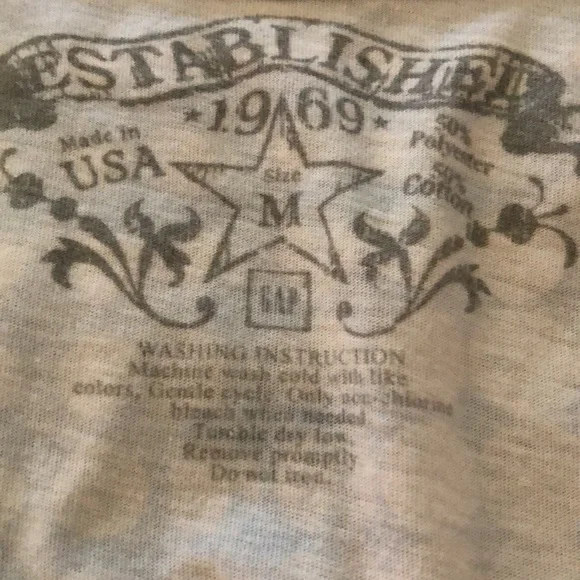 ESTABLISHED
1969
Made in
USA
50%
Polyester
50%
Cotton
Size
M
GAP
WASHING INSTRUCTION
Machine wash cold with like
colors, Gentle cycle. Only non-chlorine
bleach when needed
Tumble dry low.
Remove promptly
Do not iron.